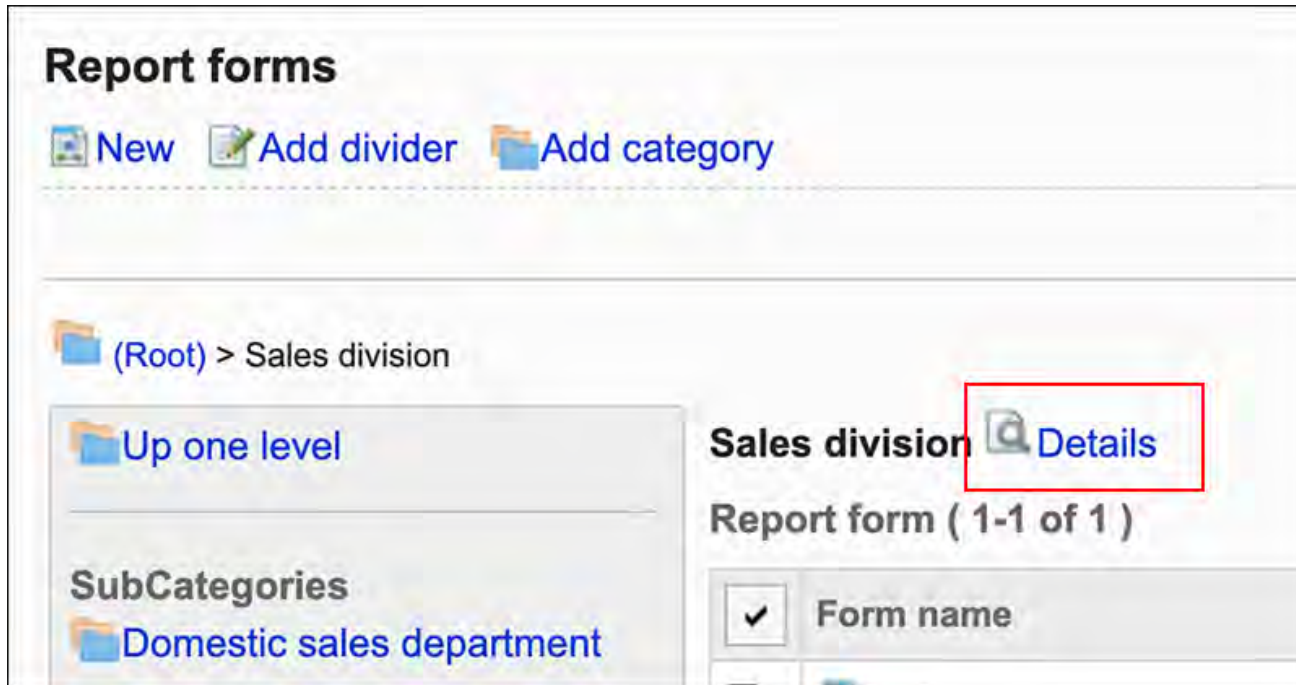 Report forms
New Add divider Add category
(Root) > Sales division
Up one level
SubCategories
Domestic sales department
Sales division Details
Report form ( 1-1 of 1 )
Form name